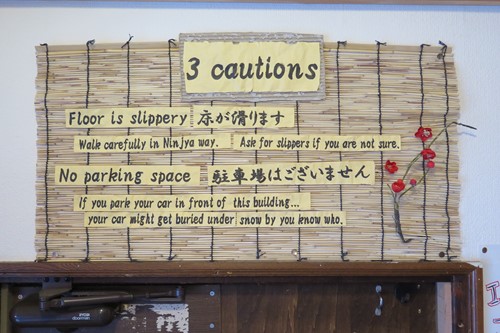 3 cautions
Floor is slippery 床が滑ります
Walk carefully in Ninjya way. Ask for slippers if you are not sure.
No parking space 駐車場はございません
If you park your car in front of this building...
your car might get buried under snow by you know who.